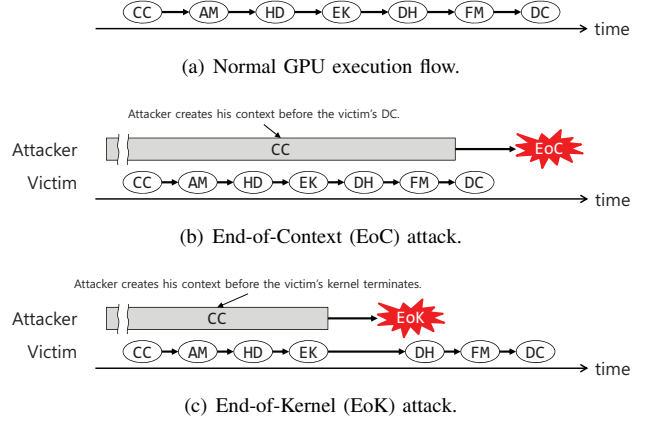 CC AM HD EK DH FM DC
time
(a) Normal GPU execution flow.
Attacker creates his context before the victim's DC.
Attacker CC EoC
Victim CC AM HD EK DH FM DC
time
(b) End-of-Context (EoC) attack.
Attacker creates his context before the victim's kernel terminates.
Attacker CC EoK
Victim CC AM HD EK DH FM DC
time
(c) End-of-Kernel (EoK) attack.